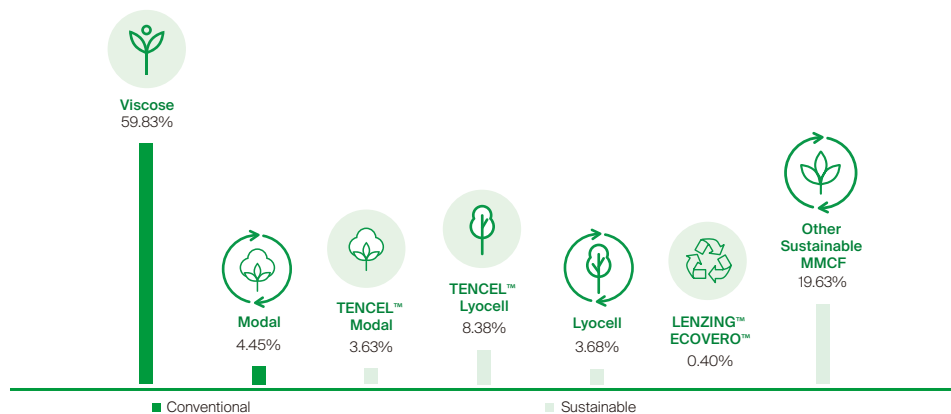 Viscose
59.83%
Modal
4.45%
TENCEL™
Modal
3.63%
TENCEL™
Lyocell
8.38%
Lyocell
3.68%
LENZING™
ECOVERO™
0.40%
Other
Sustainable
MMCF
19.63%
Conventional
Sustainable